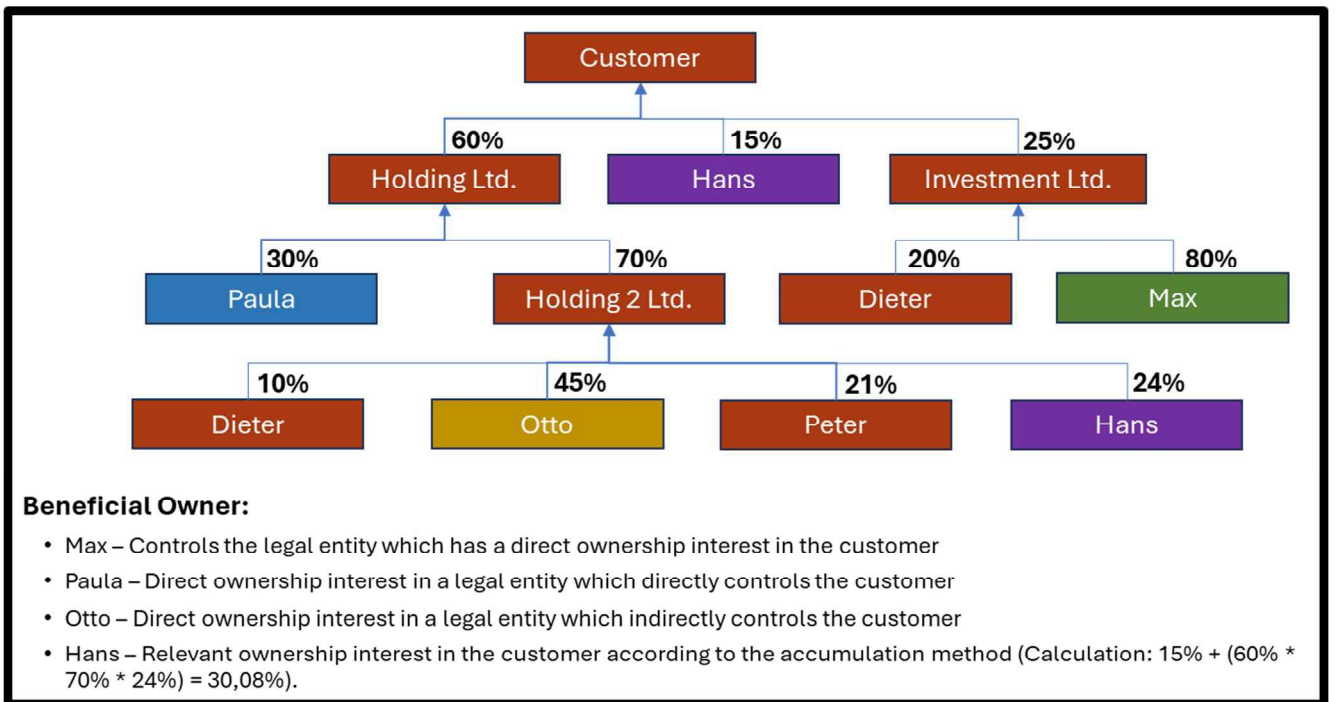 Customer
60% 15% 25%
Holding Ltd. Hans Investment Ltd.
30% 70% 20% 80%
Paula Holding 2 Ltd. Dieter Max
10% 45% 21% 24%
Dieter Otto Peter Hans
Beneficial Owner:
• Max – Controls the legal entity which has a direct ownership interest in the customer
• Paula – Direct ownership interest in a legal entity which directly controls the customer
• Otto – Direct ownership interest in a legal entity which indirectly controls the customer
• Hans – Relevant ownership interest in the customer according to the accumulation method (Calculation: 15% + (60% *
70% * 24%) = 30,08%).